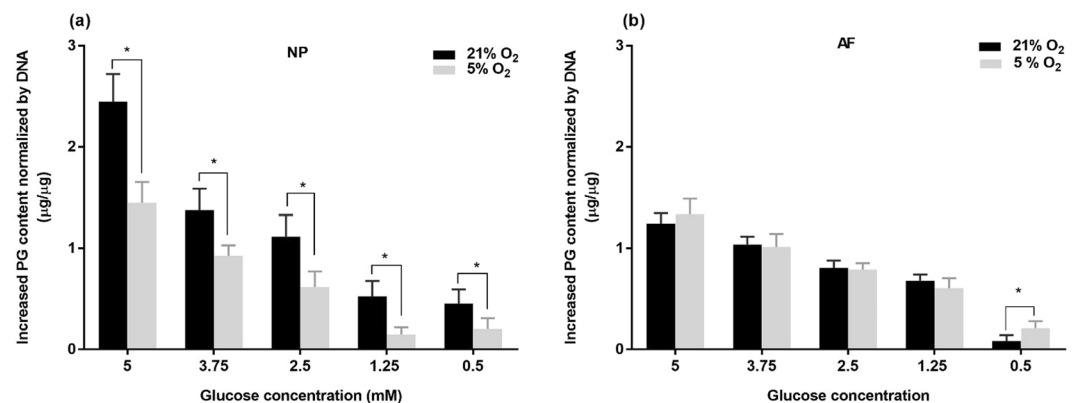 (a)
NP
21% O₂
5% O₂
Increased PG content normalized by DNA
(µg/µg)
3
2
1
0
*
*
*
*
*
5 3.75 2.5 1.25 0.5
Glucose concentration (mM)
(b)
AF
21% O₂
5 % O₂
Increased PG content normalized by DNA
(µg/µg)
3
2
1
0
*
5 3.75 2.5 1.25 0.5
Glucose concentration